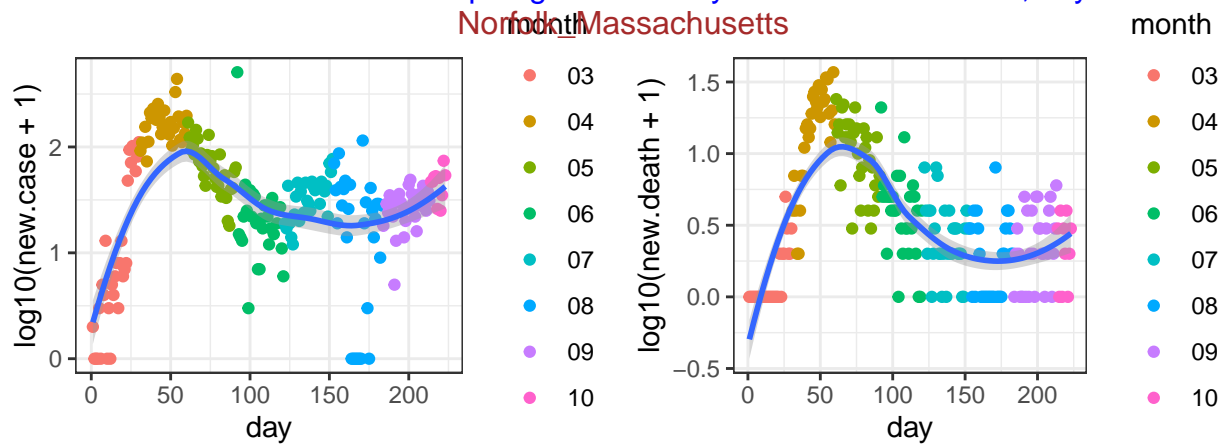 Norfolk_Massachusetts
month
month
log10(new.case + 1)
2
1
0
0 50 100 150 200
day
03
04
05
06
07
08
09
10
log10(new.death + 1)
1.5
1.0
0.5
0.0
−0.5
0 50 100 150 200
day
03
04
05
06
07
08
09
10